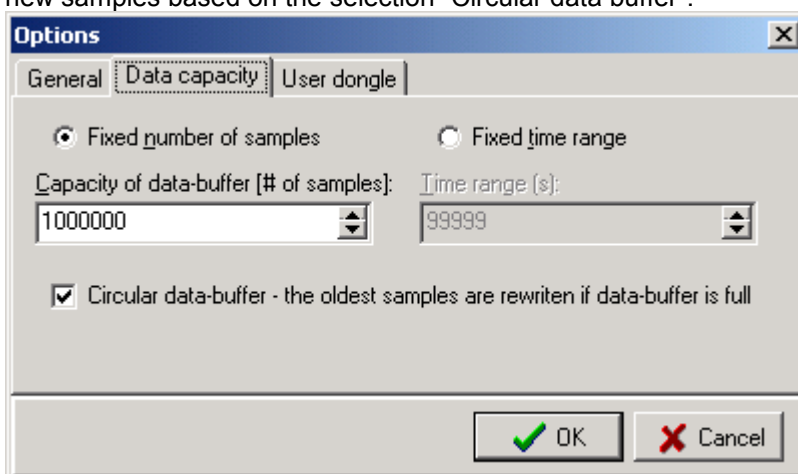 new samples based on the selection "Circular data buffer".
Options
General Data capacity User dongle
Fixed number of samples Fixed time range
Capacity of data-buffer [# of samples]: Time range (s):
1000000 99999
Circular data-buffer - the oldest samples are rewriten if data-buffer is full
OK Cancel